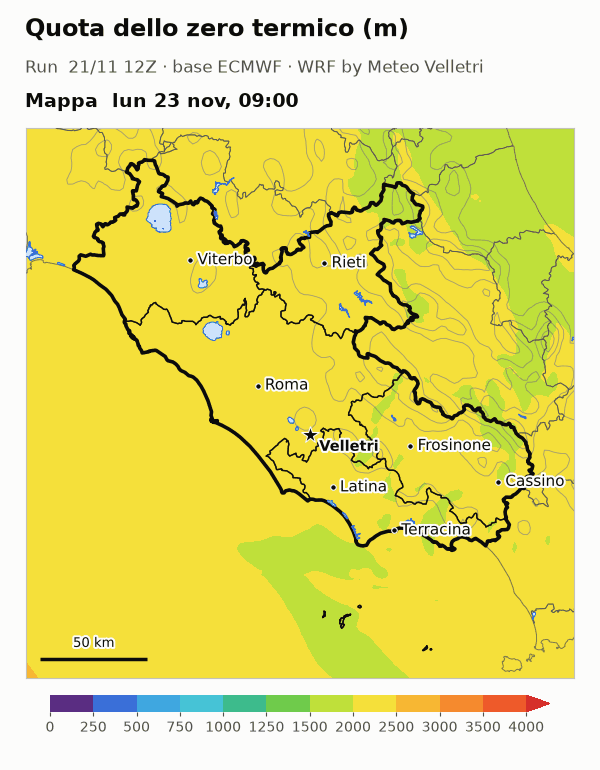 Quota dello zero termico (m)
Run 21/11 12Z · base ECMWF · WRF by Meteo Velletri
Mappa lun 23 nov, 09:00
Viterbo
Rieti
Roma
Velletri
Frosinone
Cassino
Latina
Terracina
50 km
0 250 500 750 1000 1250 1500 2000 2500 3000 3500 4000